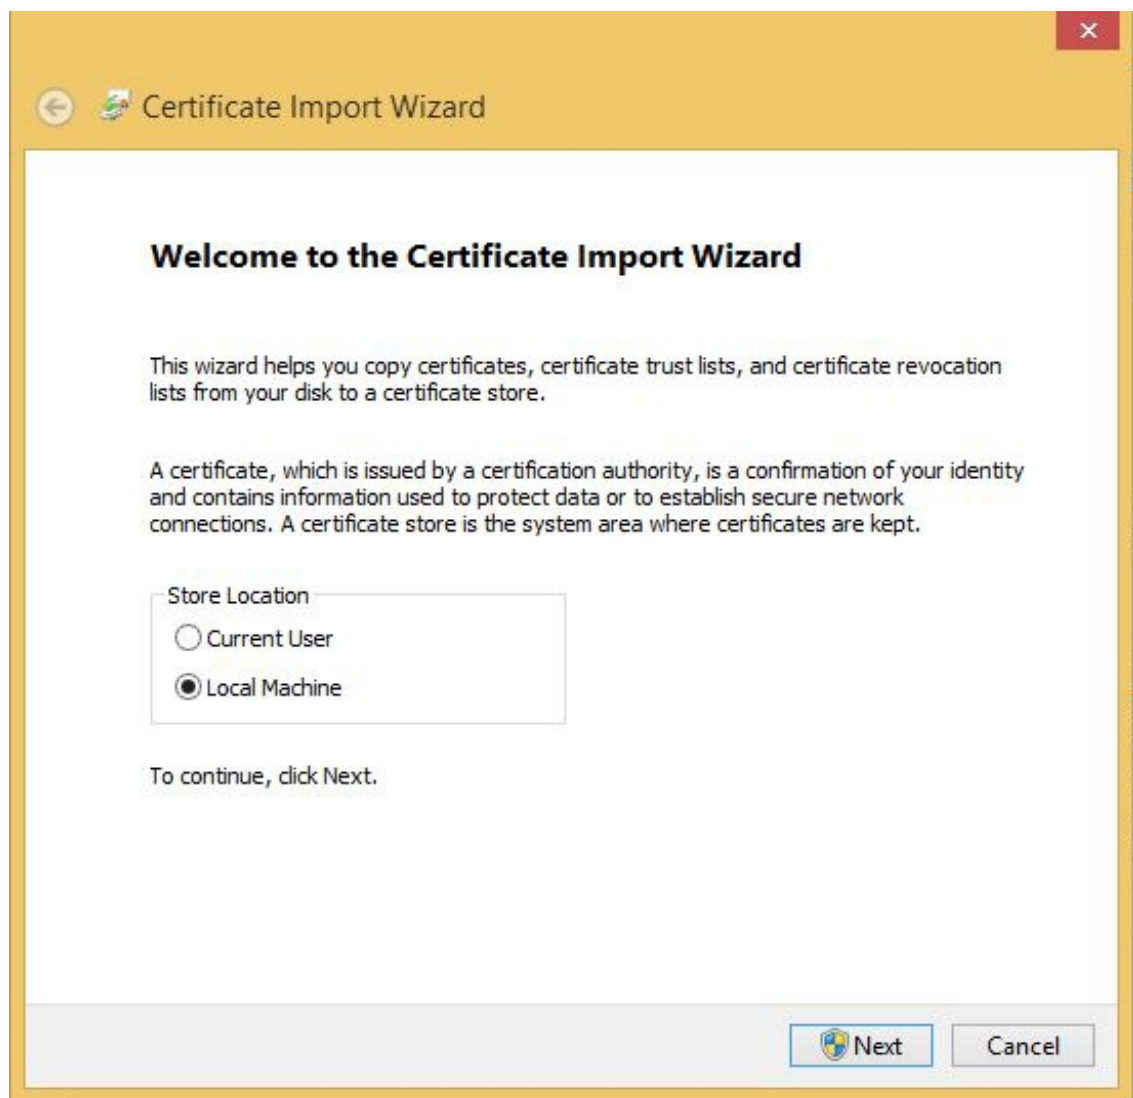 Certificate Import Wizard
Welcome to the Certificate Import Wizard
This wizard helps you copy certificates, certificate trust lists, and certificate revocation
lists from your disk to a certificate store.
A certificate, which is issued by a certification authority, is a confirmation of your identity
and contains information used to protect data or to establish secure network
connections. A certificate store is the system area where certificates are kept.
Store Location
Current User
Local Machine
To continue, click Next.
Next
Cancel